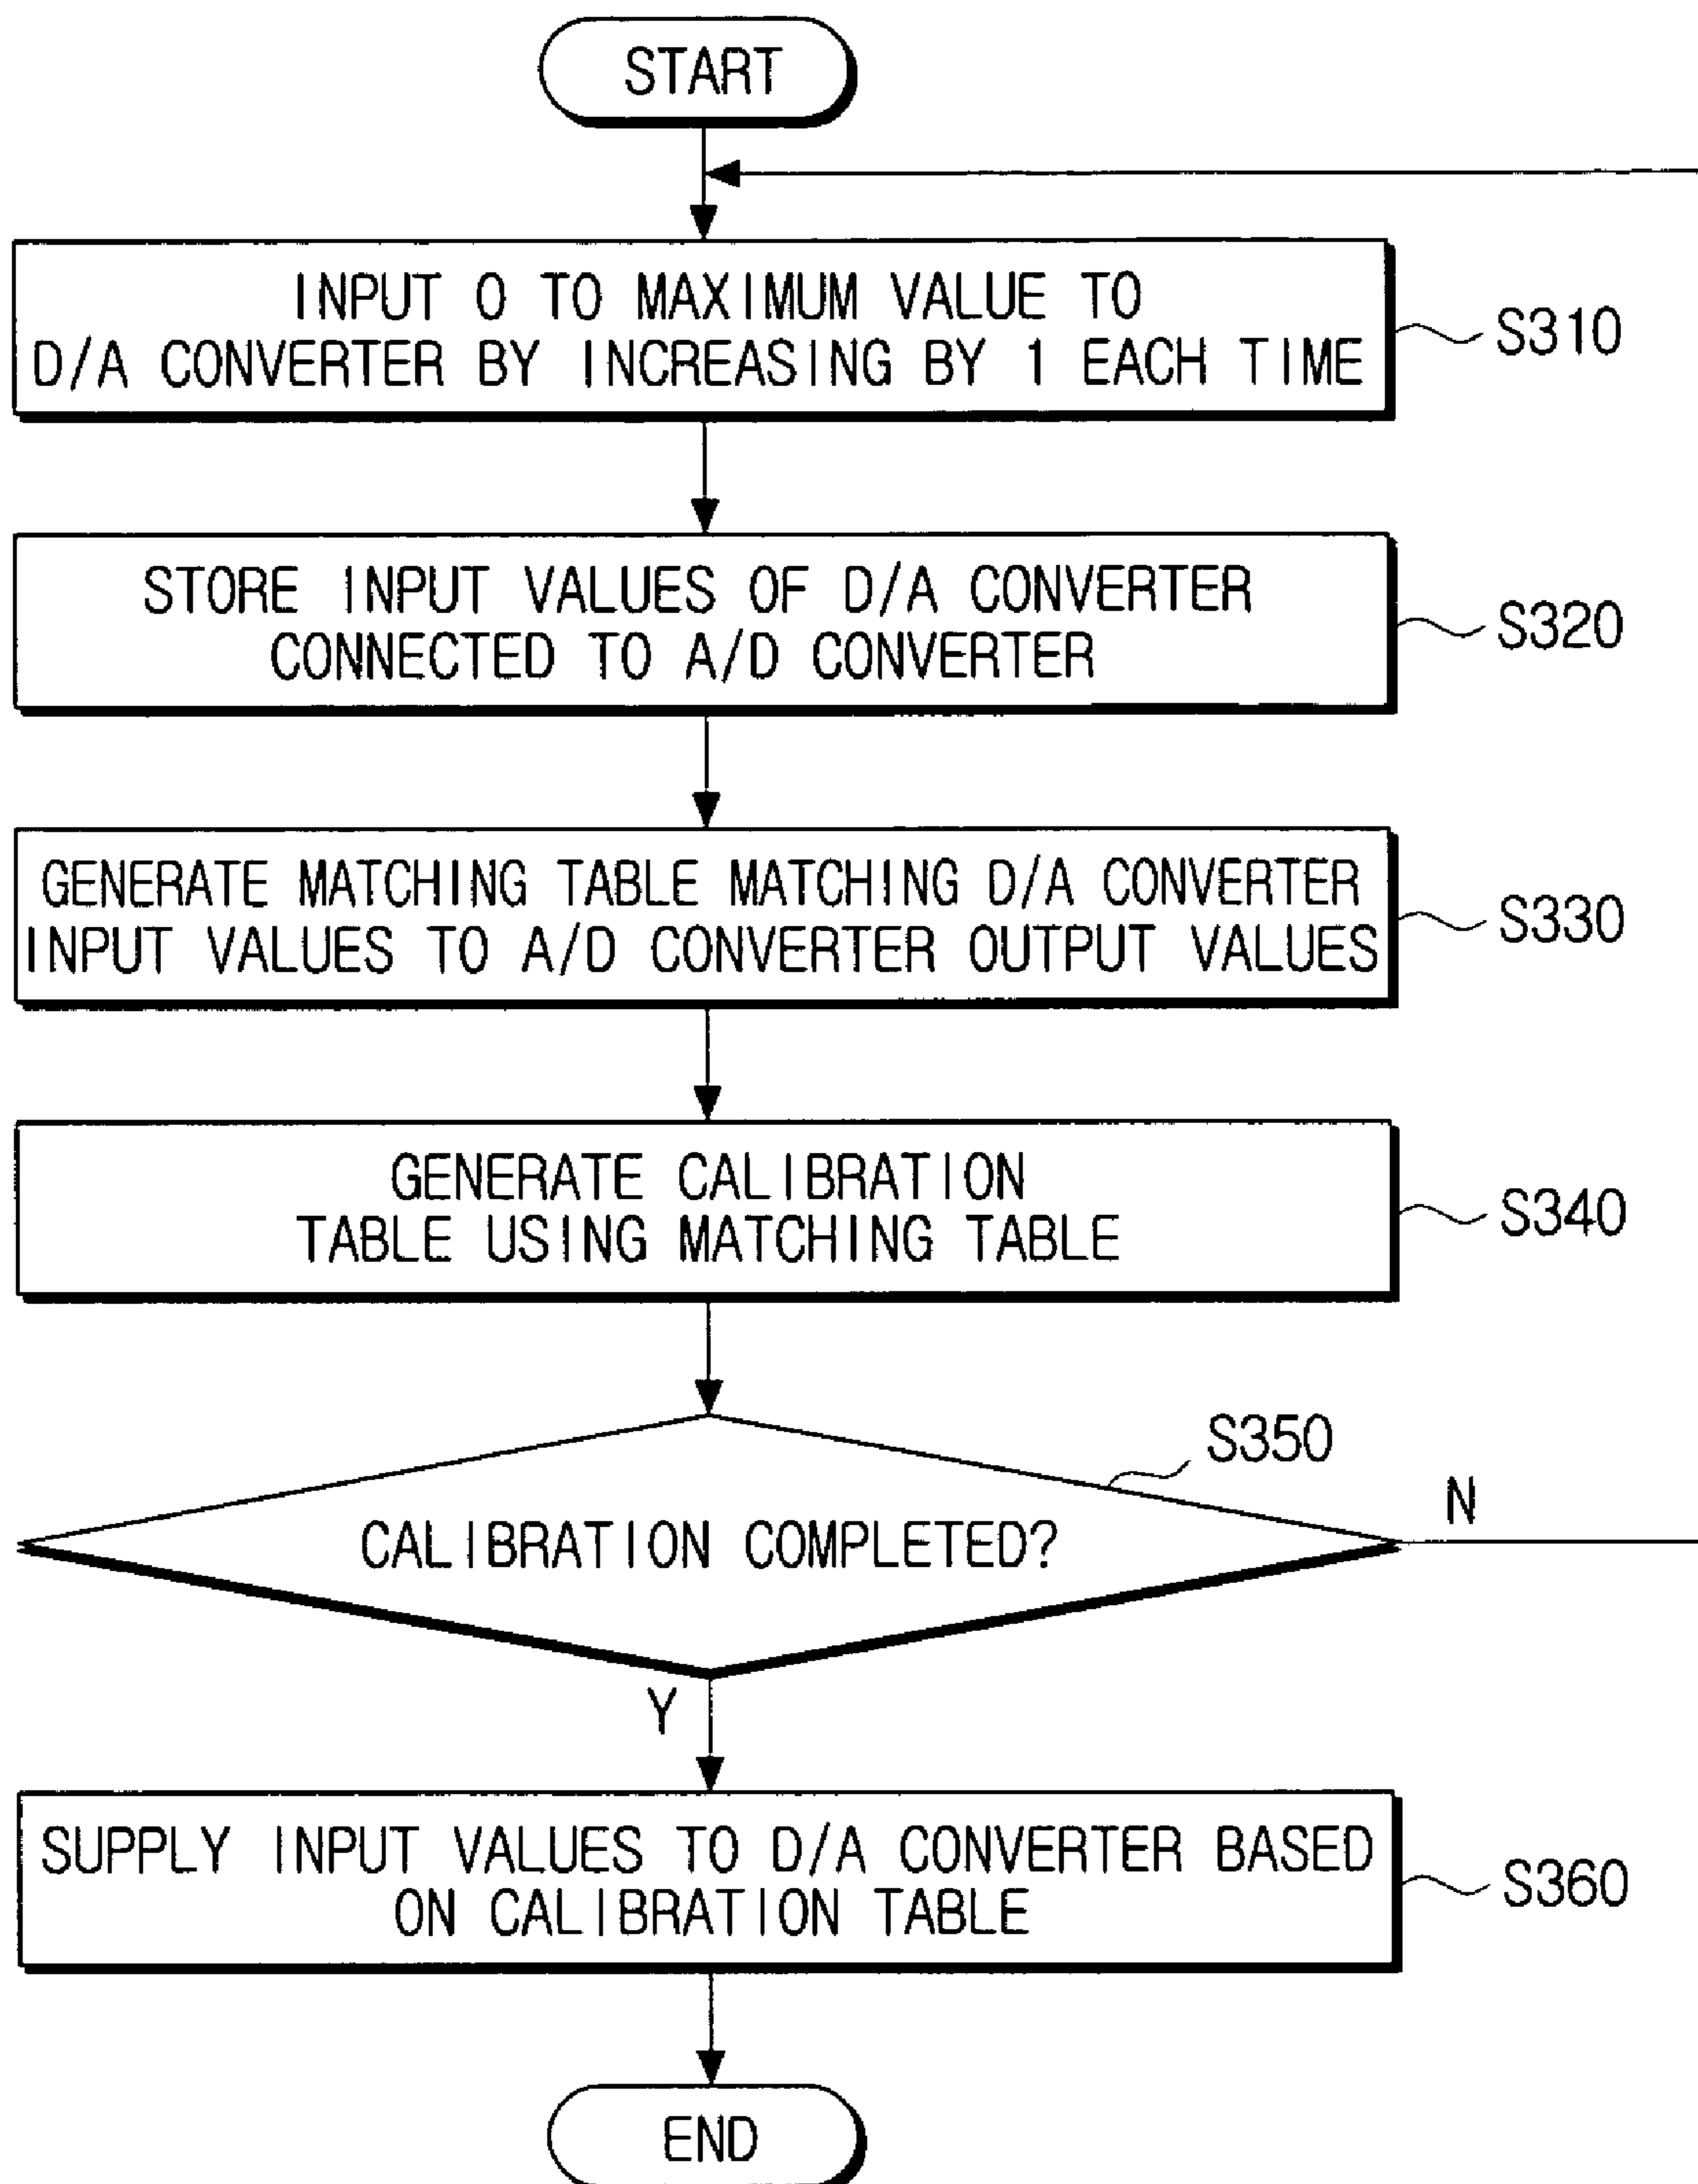 START
INPUT 0 TO MAXIMUM VALUE TO
D/A CONVERTER BY INCREASING BY 1 EACH TIME
S310
STORE INPUT VALUES OF D/A CONVERTER
CONNECTED TO A/D CONVERTER
S320
GENERATE MATCHING TABLE MATCHING D/A CONVERTER
INPUT VALUES TO A/D CONVERTER OUTPUT VALUES
S330
GENERATE CALIBRATION
TABLE USING MATCHING TABLE
S340
S350
CALIBRATION COMPLETED?
N
Y
SUPPLY INPUT VALUES TO D/A CONVERTER BASED
ON CALIBRATION TABLE
S360
END